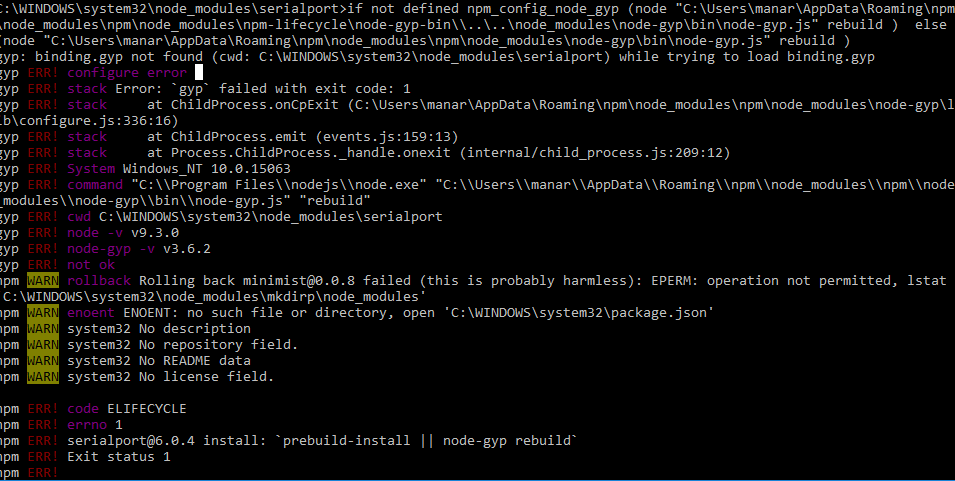 C:\WINDOWS\system32\node_modules\serialport>if not defined npm_config_node_gyp (node "C:\Users\manar\AppData\Roaming\npm
\node_modules\npm\node_modules\npm-lifecycle\node-gyp-bin\\..\..\node_modules\node-gyp\bin\node-gyp.js" rebuild )  else
(node "C:\Users\manar\AppData\Roaming\npm\node_modules\npm\node_modules\node-gyp\bin\node-gyp.js" rebuild )
gyp: binding.gyp not found (cwd: C:\WINDOWS\system32\node_modules\serialport) while trying to load binding.gyp
gyp ERR! configure error
gyp ERR! stack Error: `gyp` failed with exit code: 1
gyp ERR! stack     at ChildProcess.onCpExit (C:\Users\manar\AppData\Roaming\npm\node_modules\npm\node_modules\node-gyp\l
b\configure.js:336:16)
gyp ERR! stack     at ChildProcess.emit (events.js:159:13)
gyp ERR! stack     at Process.ChildProcess._handle.onexit (internal/child_process.js:209:12)
gyp ERR! System Windows_NT 10.0.15063
gyp ERR! command "C:\\Program Files\\nodejs\\node.exe" "C:\\Users\\manar\\AppData\\Roaming\\npm\\node_modules\\npm\\node
_modules\\node-gyp\\bin\\node-gyp.js" "rebuild"
gyp ERR! cwd C:\WINDOWS\system32\node_modules\serialport
gyp ERR! node -v v9.3.0
gyp ERR! node-gyp -v v3.6.2
gyp ERR! not ok
npm WARN rollback Rolling back minimist@0.0.8 failed (this is probably harmless): EPERM: operation not permitted, lstat
'C:\WINDOWS\system32\node_modules\mkdirp\node_modules'
npm WARN enoent ENOENT: no such file or directory, open 'C:\WINDOWS\system32\package.json'
npm WARN system32 No description
npm WARN system32 No repository field.
npm WARN system32 No README data
npm WARN system32 No license field.
npm ERR! code ELIFECYCLE
npm ERR! errno 1
npm ERR! serialport@6.0.4 install: `prebuild-install || node-gyp rebuild`
npm ERR! Exit status 1
npm ERR!